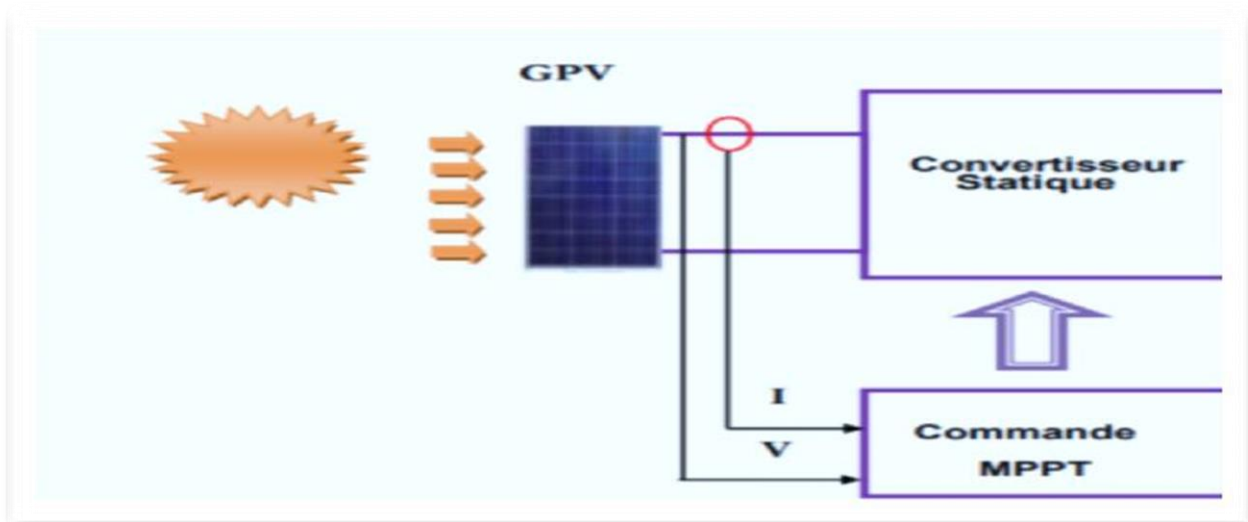 GPV
Convertisseur
Statique
I
V
Commande
MPPT